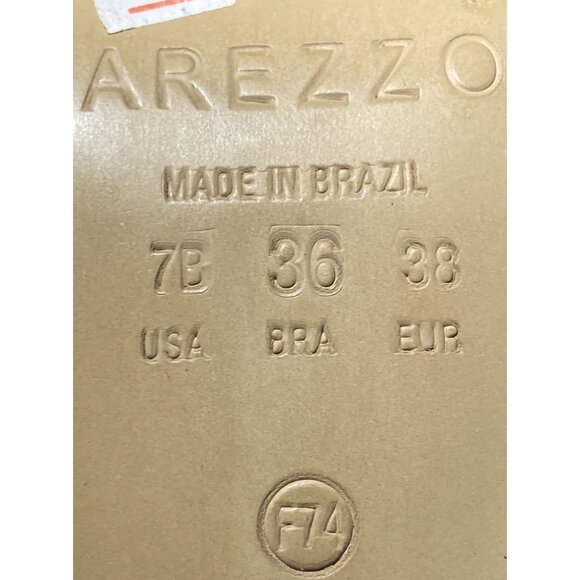 AREZZO
MADE IN BRAZIL
7B 36 38
USA BRA EUR
F74